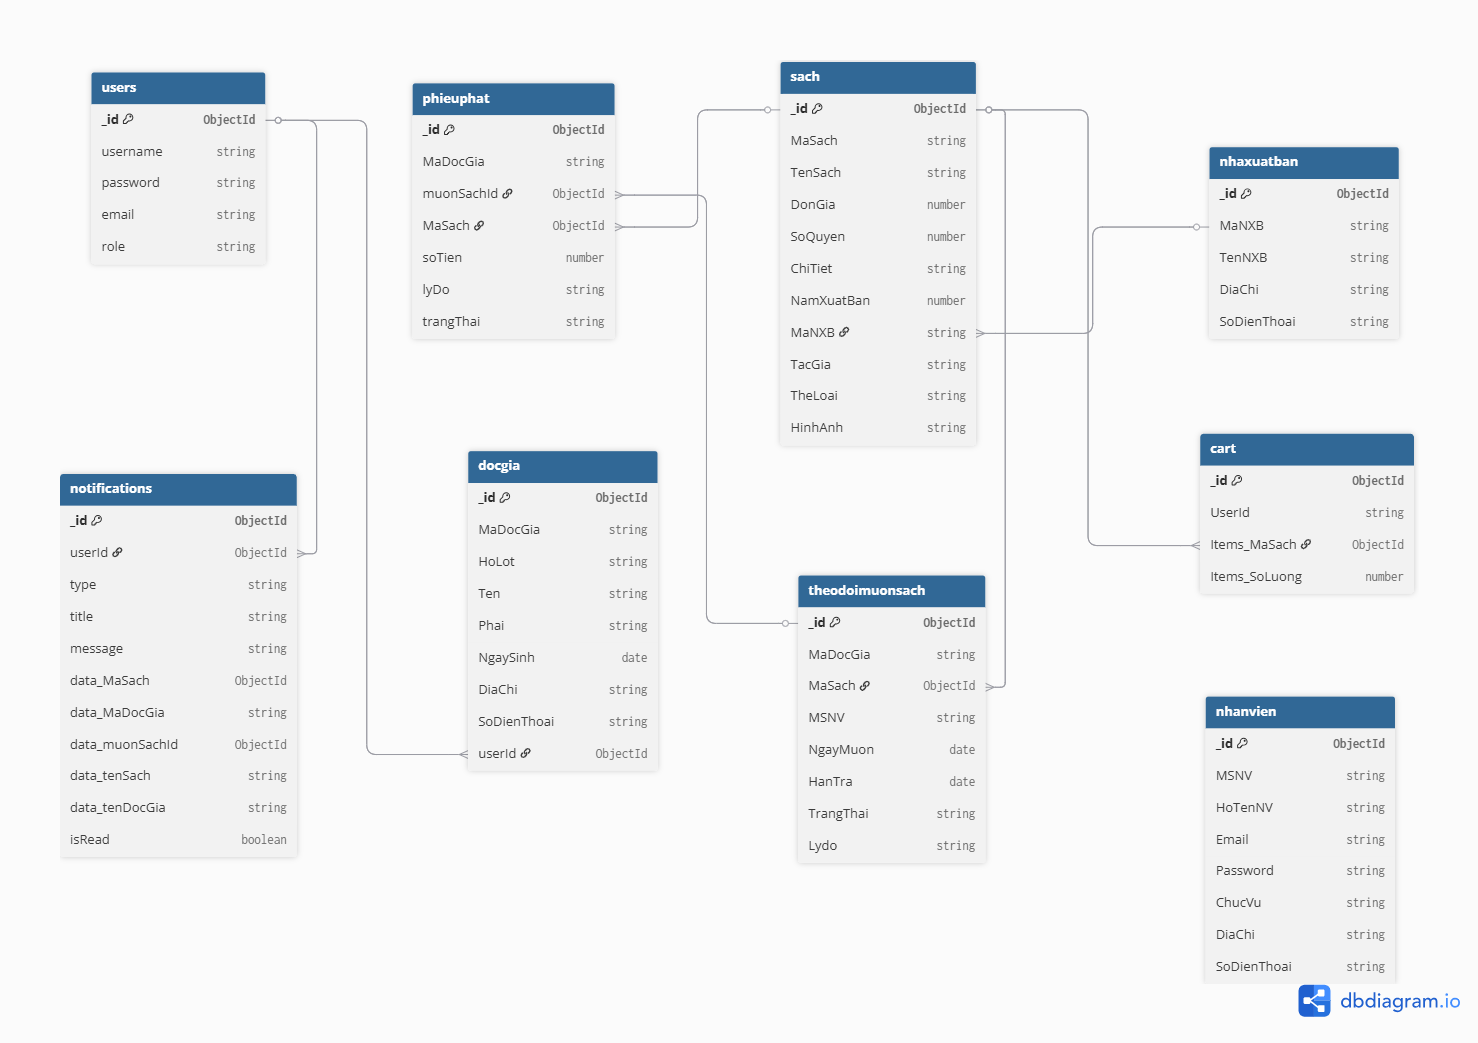 users
_id ObjectId
username string
password string
email string
role string
phieuphat
_id ObjectId
MaDocGia string
muonSachId ObjectId
MaSach ObjectId
soTien number
lyDo string
trangThai string
sach
_id ObjectId
MaSach string
TenSach string
DonGia number
SoQuyen number
ChiTiet string
NamXuatBan number
MaNXB string
TacGia string
TheLoai string
HinhAnh string
nhaxuatban
_id ObjectId
MaNXB string
TenNXB string
DiaChi string
SoDienThoai string
notifications
_id ObjectId
userId ObjectId
type string
title string
message string
data_MaSach ObjectId
data_MaDocGia string
data_muonSachId ObjectId
data_tenSach string
data_tenDocGia string
isRead boolean
docgia
_id ObjectId
MaDocGia string
HoLot string
Ten string
Phai string
NgaySinh date
DiaChi string
SoDienThoai string
userId ObjectId
theodoimuonsach
_id ObjectId
MaDocGia string
MaSach ObjectId
MSNV string
NgayMuon date
HanTra date
TrangThai string
Lydo string
cart
_id ObjectId
UserId string
Items_MaSach ObjectId
Items_SoLuong number
nhanvien
_id ObjectId
MSNV string
HoTenNV string
Email string
Password string
ChucVu string
DiaChi string
SoDienThoai string
dbdiagram.io